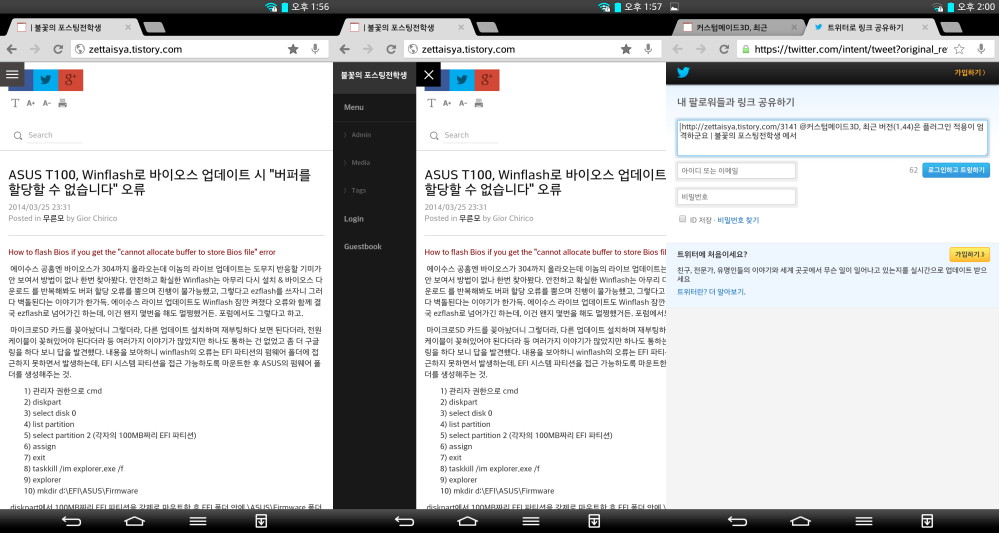 오후 1:56
| 불꽃의 포스팅전학생
zettaisya.tistory.com
g+
T A+ A-
Search
ASUS T100, Winflash로 바이오스 업데이트 시 "버퍼를
할당할 수 없습니다" 오류
2014/03/25 23:31
Posted in 무른모 by Gior Chirico
How to flash Bios if you get the "cannot allocate buffer to store Bios file" error
에이수스 공홈엔 바이오스가 304까지 올라오는데 이놈의 라이브 업데이트는 도무지 반응할 기미가
안 보여서 방법이 없나 한번 찾아봤다. 안전하고 확실한 Winflash는 아무리 다시 설치 & 바이오스 다
운로드 를 반복해봐도 버퍼 할당 오류를 뿜으며 진행이 불가능했고, 그렇다고 ezflash를 쓰자니 그러
다 벽돌된다는 이야기가 한가득. 에이수스 라이브 업데이트도 Winflash 잠깐 켜졌다 오류와 함께 결
국 ezflash로 넘어가긴 하는데, 이건 왠지 몇번을 해도 멀쩡했거든. 포럼에서도 그렇다고 하고.
마이크로SD 카드를 꽂아놨더니 그렇더라, 다른 업데이트 설치하며 재부팅하다 보면 된다더라, 전원
케이블이 꽂혀있어야 된다더라 등 여러가지 이야기가 많았지만 하나도 통하는 건 없었고 좀 더 구글
링을 하다 보니 답을 발견했다. 내용을 보아하니 winflash의 오류는 EFI 파티션의 펌웨어 폴더에 접
근하지 못하면서 발생하는데, EFI 시스템 파티션을 접근 가능하도록 마운트한 후 ASUS의 펌웨어 폴
더를 생성해주는 것.
1) 관리자 권한으로 cmd
2) diskpart
3) select disk 0
4) list partition
5) select partition 2 (각자의 100MB짜리 EFI 파티션)
6) assign
7) exit
8) taskkill /im explorer.exe /f
9) explorer
10) mkdir d:\EFI\ASUS\Firmware
diskpart에서 100MB짜리 EFI 파티션을 강제로 마운트한 후 EFI 폴더 안에 \ASUS\Firmware 폴더
오후 1:57
| 불꽃의 포스팅전학생
zettaisya.tistory.com
불꽃의 포스팅전학생
Menu
Admin
Media
Tags
Login
Guestbook
g+
T A+ A-
Search
ASUS T100, Winflash로 바이오스 업데이트
할당할 수 없습니다" 오류
2014/03/25 23:31
Posted in 무른모 by Gior Chirico
How to flash Bios if you get the "cannot allocate buffer to store Bios fil
에이수스 공홈엔 바이오스가 304까지 올라오는데 이놈의 라이브 업데이트는
안 보여서 방법이 없나 한번 찾아봤다. 안전하고 확실한 Winflash는 아무리 다
운로드 를 반복해봐도 버퍼 할당 오류를 뿜으며 진행이 불가능했고, 그렇다고
다 벽돌된다는 이야기가 한가득. 에이수스 라이브 업데이트도 Winflash 잠깐
국 ezflash로 넘어가긴 하는데, 이건 왠지 몇번을 해도 멀쩡했거든. 포럼에서
마이크로SD 카드를 꽂아놨더니 그렇더라, 다른 업데이트 설치하며 재부팅하
케이블이 꽂혀있어야 된다더라 등 여러가지 이야기가 많았지만 하나도 통하
링을 하다 보니 답을 발견했다. 내용을 보아하니 winflash의 오류는 EFI 파티
근하지 못하면서 발생하는데, EFI 시스템 파티션을 접근 가능하도록 마운트한
더를 생성해주는 것.
1) 관리자 권한으로 cmd
2) diskpart
3) select disk 0
4) list partition
5) select partition 2 (각자의 100MB짜리 EFI 파티션)
6) assign
7) exit
8) taskkill /im explorer.exe /f
9) explorer
10) mkdir d:\EFI\ASUS\Firmware
diskpart에서 100MB짜리 EFI 파티션을 강제로 마운트한 후 EFI 폴더 안에 \
오후 2:00
커스텀메이드3D, 최근
트위터로 링크 공유하기
https://twitter.com/intent/tweet?original_re
가입하기 〉
내 팔로워들과 링크 공유하기
http://zettaisya.tistory.com/3141 @커스텀메이드3D, 최근 버전(1,44)은 플러그인 적용이 엄
격하군요 | 불꽃의 포스팅전학생 에서
아이디 또는 이메일
62 로그인하고 트윗하기
비밀번호
ID 저장 · 비밀번호 찾기
트위터에 처음이세요?
가입하기 〉
친구, 전문가, 유명인들의 이야기와 세계 곳곳에서 무슨 일이 일어나고 있는지를 실시간으로 업데이트 받으
세요
트위터란? 더 알아보기.